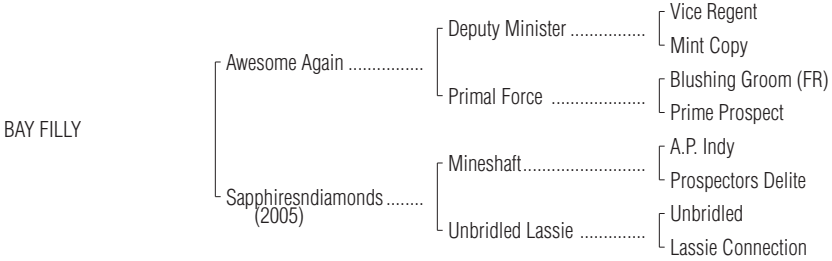 Vice Regent
Deputy Minister ................
Mint Copy
Awesome Again ................
Blushing Groom (FR)
Primal Force ....................
Prime Prospect
BAY FILLY
A.P. Indy
Mineshaft..........................
Prospectors Delite
Sapphiresndiamonds ........
(2005)
Unbridled
Unbridled Lassie ..............
Lassie Connection